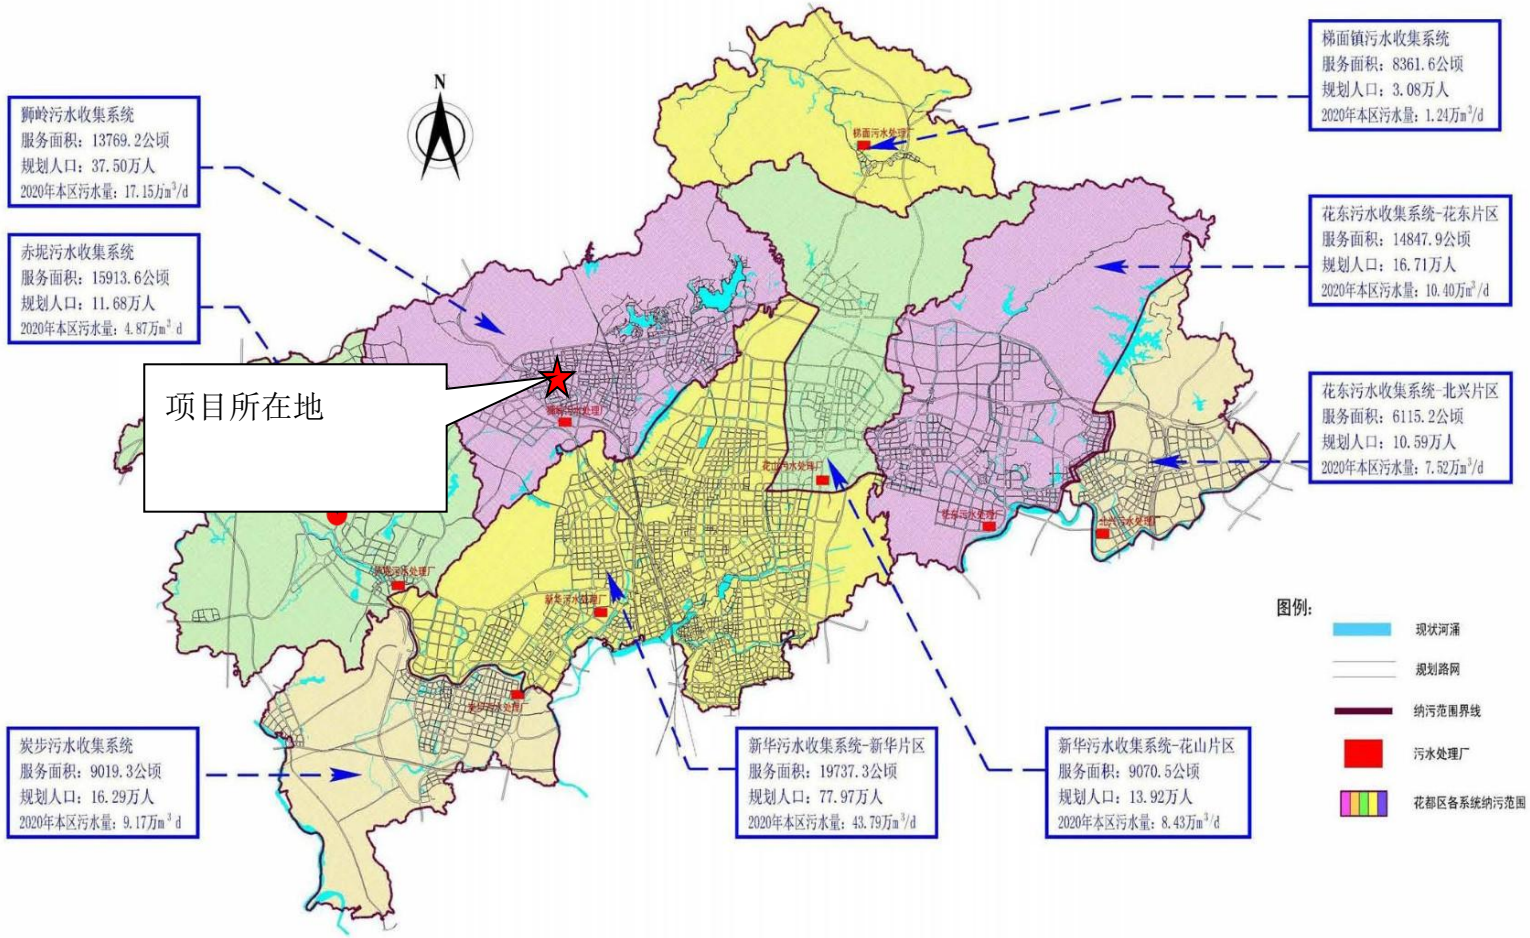 N
梯面镇污水收集系统
服务面积：8361.6公顷
规划人口：3.08万人
2020年本区污水量：1.24万m³/d
狮岭污水收集系统
服务面积：13769.2公顷
规划人口：37.50万人
2020年本区污水量：17.15万m³/d
梯面污水处理厂
花东污水收集系统-花东片区
服务面积：14847.9公顷
规划人口：16.71万人
2020年本区污水量：10.40万m³/d
赤坭污水收集系统
服务面积：15913.6公顷
规划人口：11.68万人
2020年本区污水量：4.87万m³ d
项目所在地
狮岭污水处理厂
花东污水收集系统-北兴片区
服务面积：6115.2公顷
规划人口：10.59万人
2020年本区污水量：7.52万m³/d
花山污水处理厂
花东污水处理厂
北兴污水处理厂
污水处理厂
新华污水处理厂
污水处理厂
图例：
现状河涌
规划路网
纳污范围界线
污水处理厂
花都区各系统纳污范围
炭步污水收集系统
服务面积：9019.3公顷
规划人口：16.29万人
2020年本区污水量：9.17万m³ d
新华污水收集系统-新华片区
服务面积：19737.3公顷
规划人口：77.97万人
2020年本区污水量：43.79万m³/d
新华污水收集系统-花山片区
服务面积：9070.5公顷
规划人口：13.92万人
2020年本区污水量：8.43万m³/d